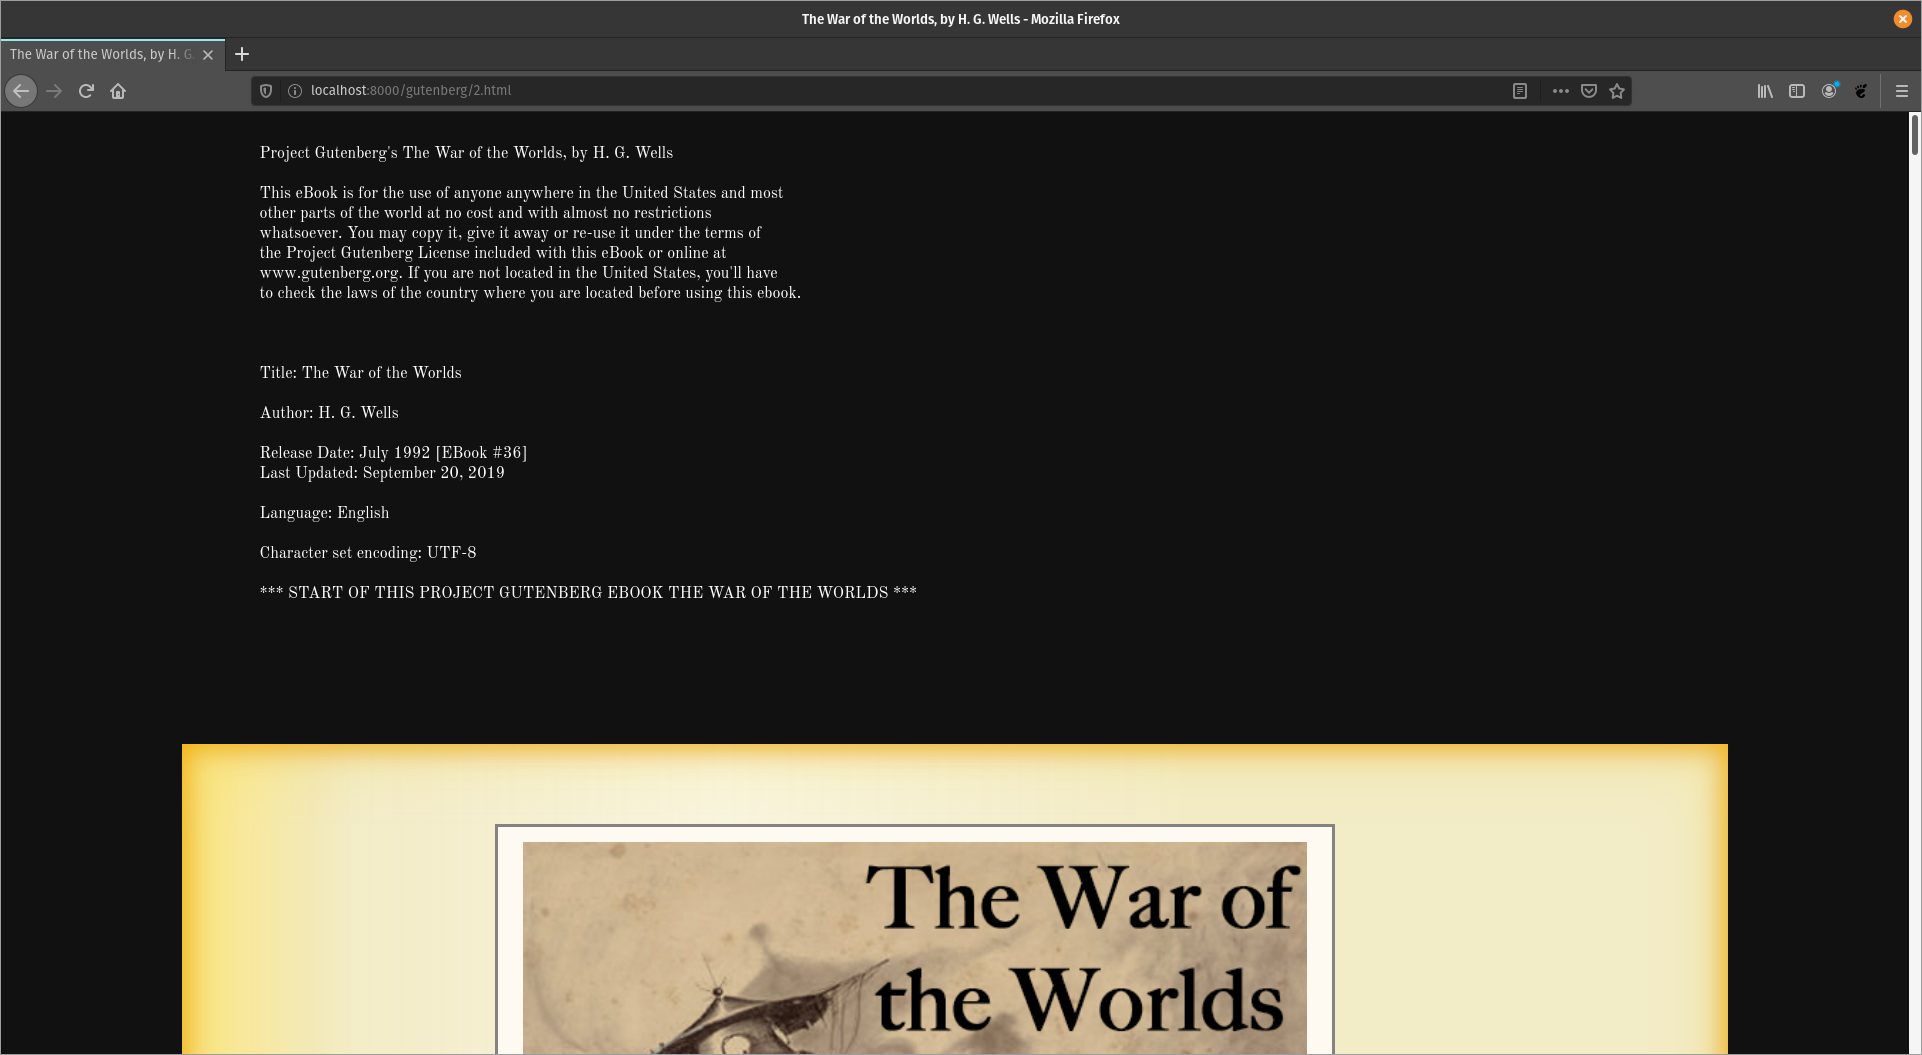 The War of the Worlds, by H. G. Wells - Mozilla Firefox
The War of the Worlds, by H. G.
localhost:8000/gutenberg/2.html
Project Gutenberg's The War of the Worlds, by H. G. Wells
This eBook is for the use of anyone anywhere in the United States and most
other parts of the world at no cost and with almost no restrictions
whatsoever. You may copy it, give it away or re-use it under the terms of
the Project Gutenberg License included with this eBook or online at
www.gutenberg.org. If you are not located in the United States, you'll have
to check the laws of the country where you are located before using this ebook.
Title: The War of the Worlds
Author: H. G. Wells
Release Date: July 1992 [EBook #36]
Last Updated: September 20, 2019
Language: English
Character set encoding: UTF-8
*** START OF THIS PROJECT GUTENBERG EBOOK THE WAR OF THE WORLDS ***
The War of
the Worlds